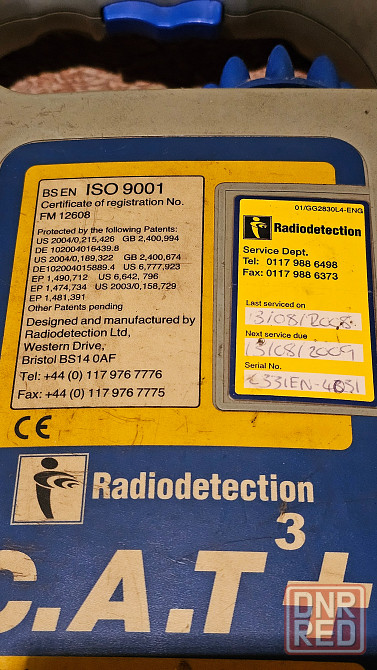 BS EN ISO 9001
Certificate of registration No.
FM 12608
Protected by the following Patents:
US 2004/0,215,426 GB 2,400,994
DE 102004016439.8
US 2004/0,189,322 GB 2,400,674
DE102004015889.4 US 6,777,923
EP 1,490,712 US 6,642,796
EP 1,474,734 US 2003/0,158,729
EP 1,481,391
Other Patents pending
Designed and manufactured by
Radiodetection Ltd,
Western Drive,
Bristol BS14 0AF
Tel: +44 (0) 117 976 7776
Fax: +44 (0) 117 976 7775
CE
01/GG2830L4-ENG
Radiodetection
Service Dept.
Tel: 0117 988 6498
Fax: 0117 988 6373
Last serviced on
13/08/2008
Next service due
13/08/2009
Serial No.
Radiodetection
C.A.T3+
DNR
RED